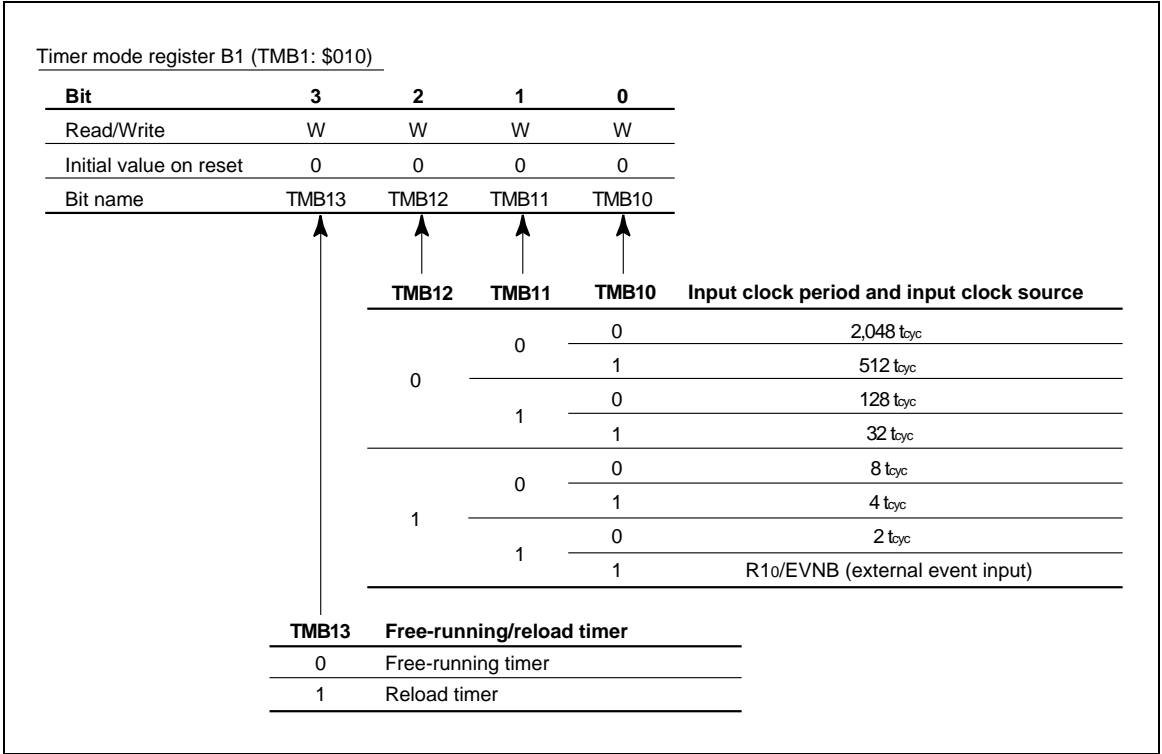 Timer mode register B1 (TMB1: $010)
Bit 3 2 1 0
Read/Write W W W W
Initial value on reset 0 0 0 0
Bit name TMB13 TMB12 TMB11 TMB10
TMB12 TMB11 TMB10 Input clock period and input clock source
0 0 0 2,048 tcyc
1 512 tcyc
1 0 128 tcyc
1 32 tcyc
1 0 0 8 tcyc
1 4 tcyc
1 0 2 tcyc
1 R10/EVNB (external event input)
TMB13 Free-running/reload timer
0 Free-running timer
1 Reload timer